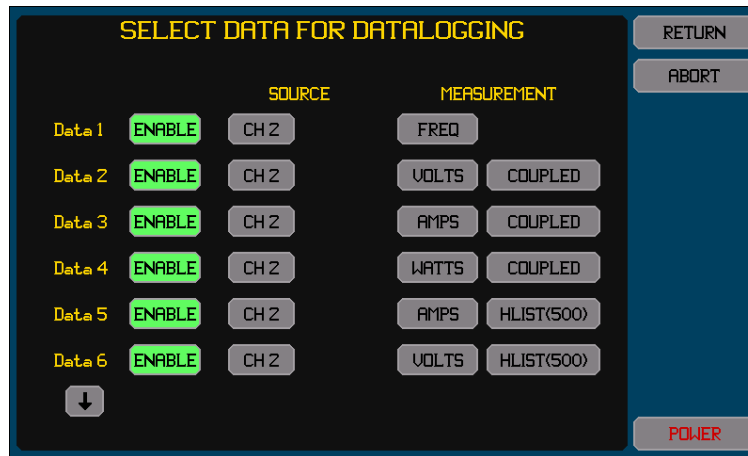 SELECT DATA FOR DATALOGGING
RETURN
ABORT
SOURCE MEASUREMENT
Data 1 ENABLE CH 2 FREQ
Data 2 ENABLE CH 2 VOLTS COUPLED
Data 3 ENABLE CH 2 AMPS COUPLED
Data 4 ENABLE CH 2 WATTS COUPLED
Data 5 ENABLE CH 2 AMPS HLIST(500)
Data 6 ENABLE CH 2 VOLTS HLIST(500)
↓
POWER